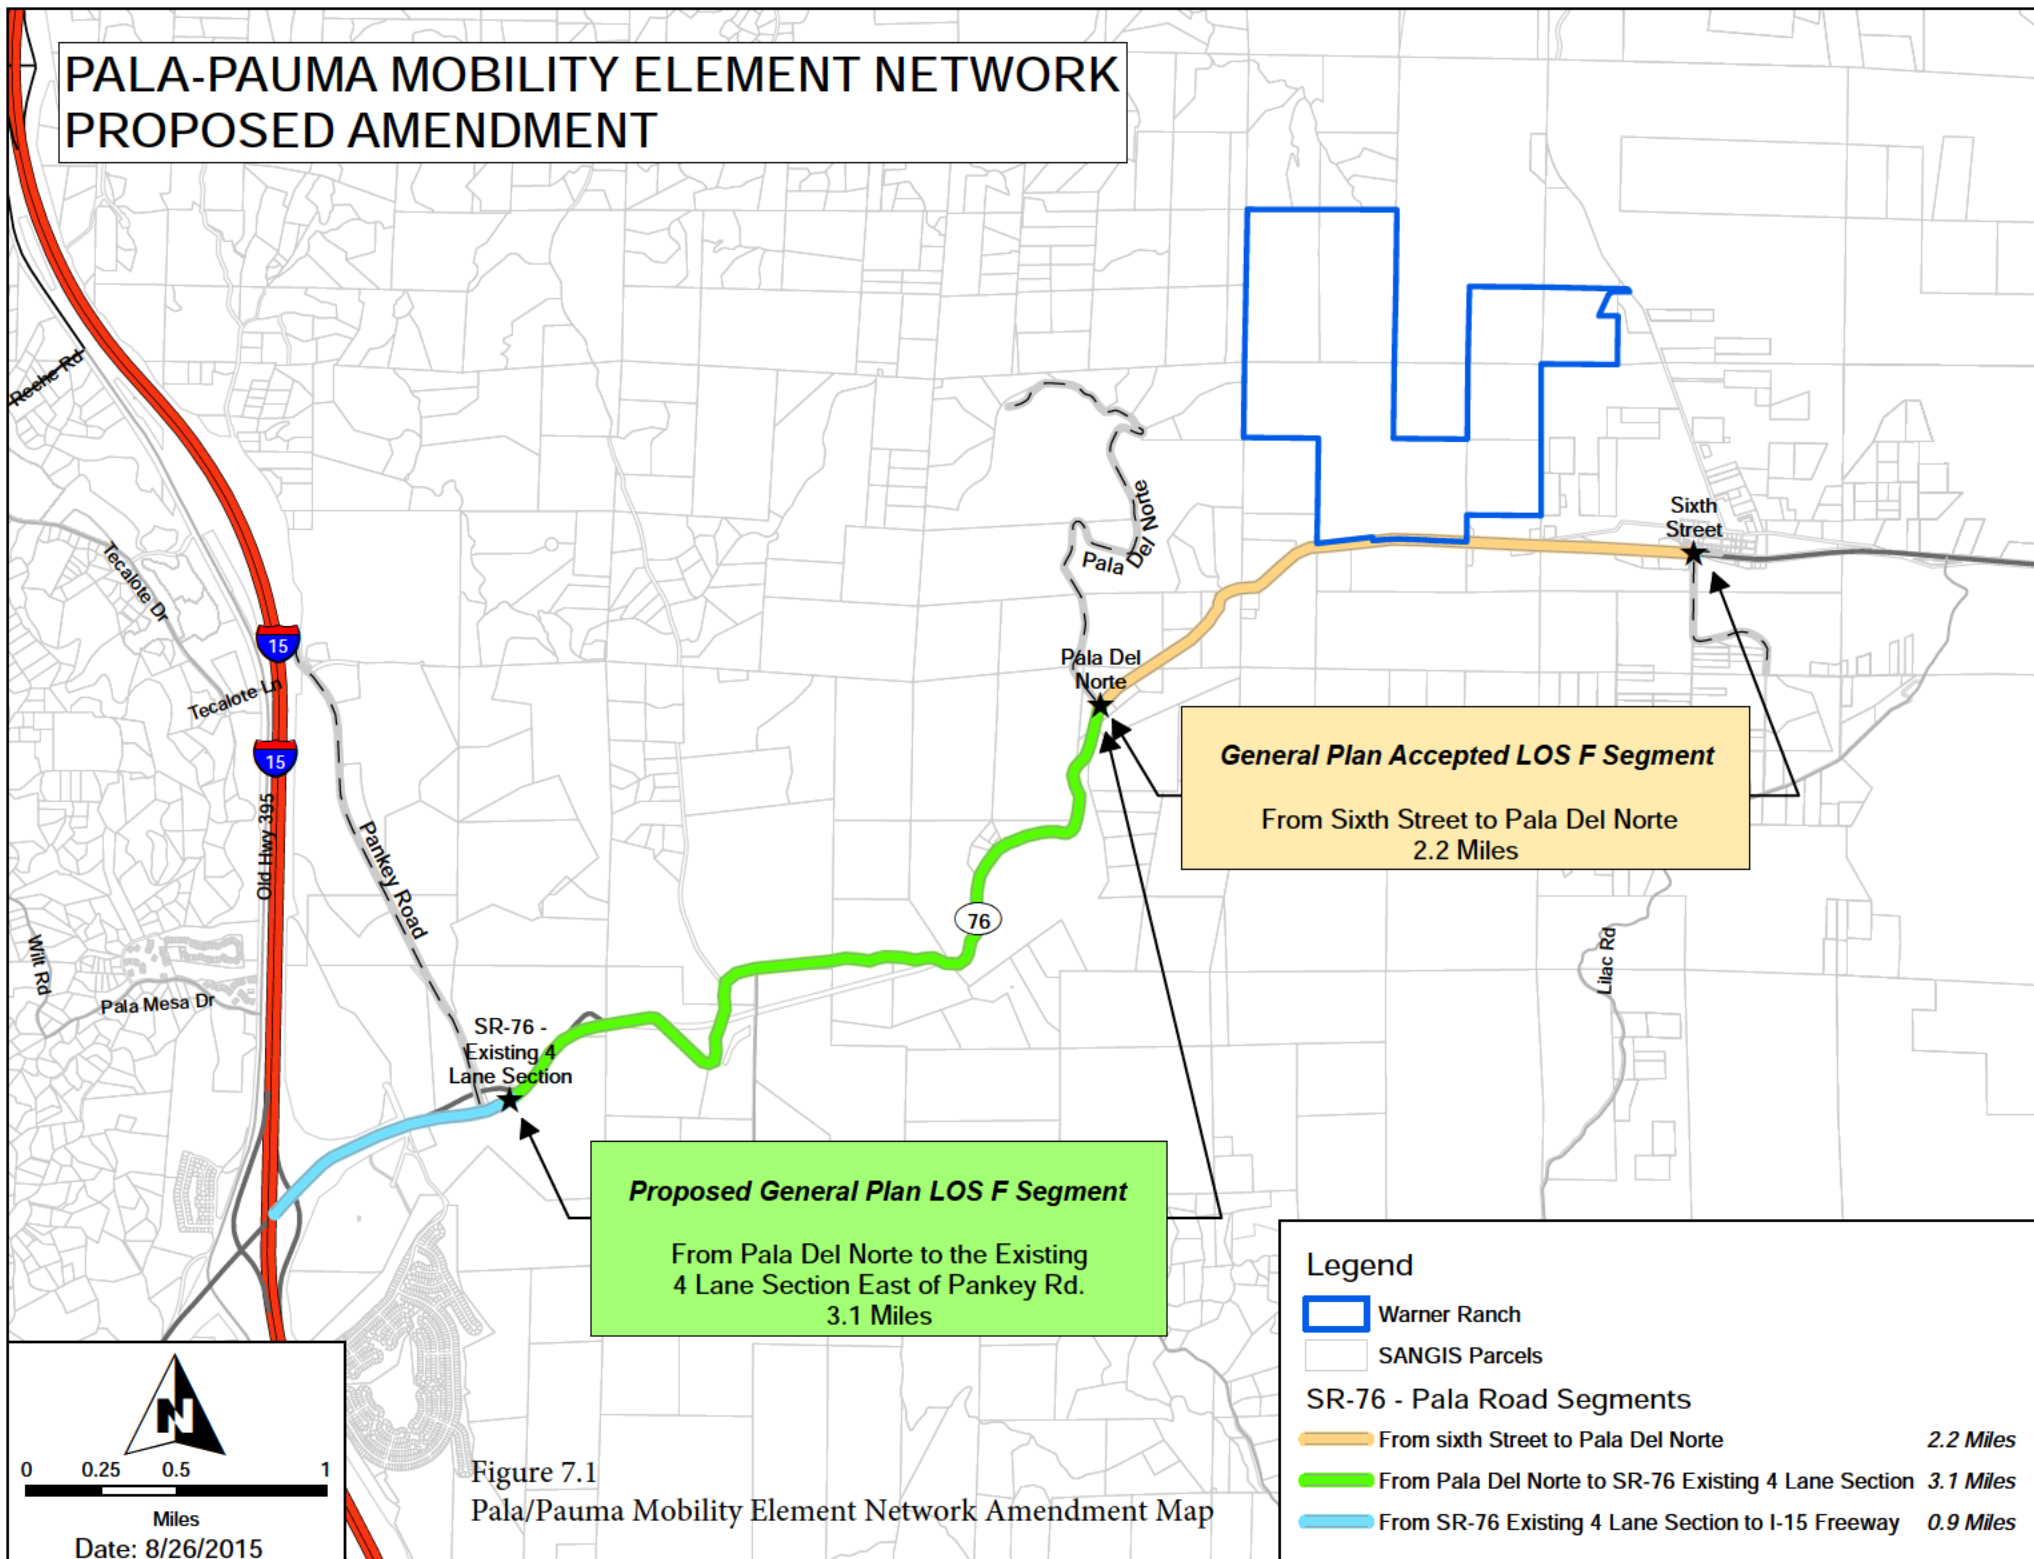 PALA-PAUMA MOBILITY ELEMENT NETWORK
PROPOSED AMENDMENT
Reche Rd
Tecalote Dr
15
Tecalote Ln
15
Old Hwy 395
Pankey Road
Wilt Rd
Pala Mesa Dr
Pala Del Norte
Sixth
Street
Pala Del
Norte
General Plan Accepted LOS F Segment
From Sixth Street to Pala Del Norte
2.2 Miles
76
Lilac Rd
SR-76 -
Existing 4
Lane Section
Proposed General Plan LOS F Segment
From Pala Del Norte to the Existing
4 Lane Section East of Pankey Rd.
3.1 Miles
Legend
Warner Ranch
SANGIS Parcels
SR-76 - Pala Road Segments
From sixth Street to Pala Del Norte 2.2 Miles
From Pala Del Norte to SR-76 Existing 4 Lane Section 3.1 Miles
From SR-76 Existing 4 Lane Section to I-15 Freeway 0.9 Miles
N
0 0.25 0.5 1
Miles
Date: 8/26/2015
Figure 7.1
Pala/Pauma Mobility Element Network Amendment Map